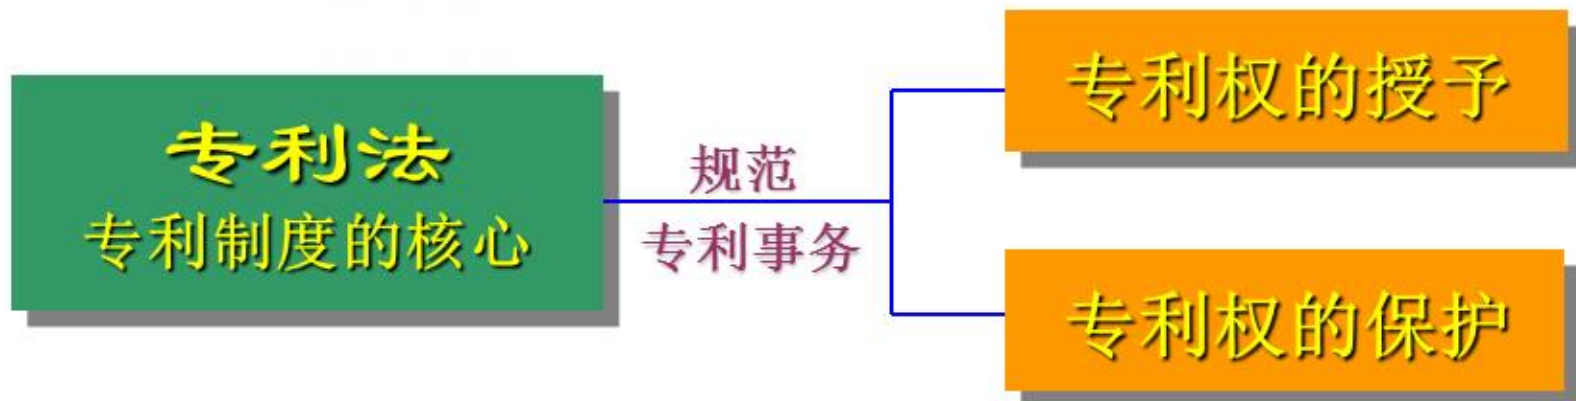 专利法
专利制度的核心
规范
专利事务
专利权的授予
专利权的保护